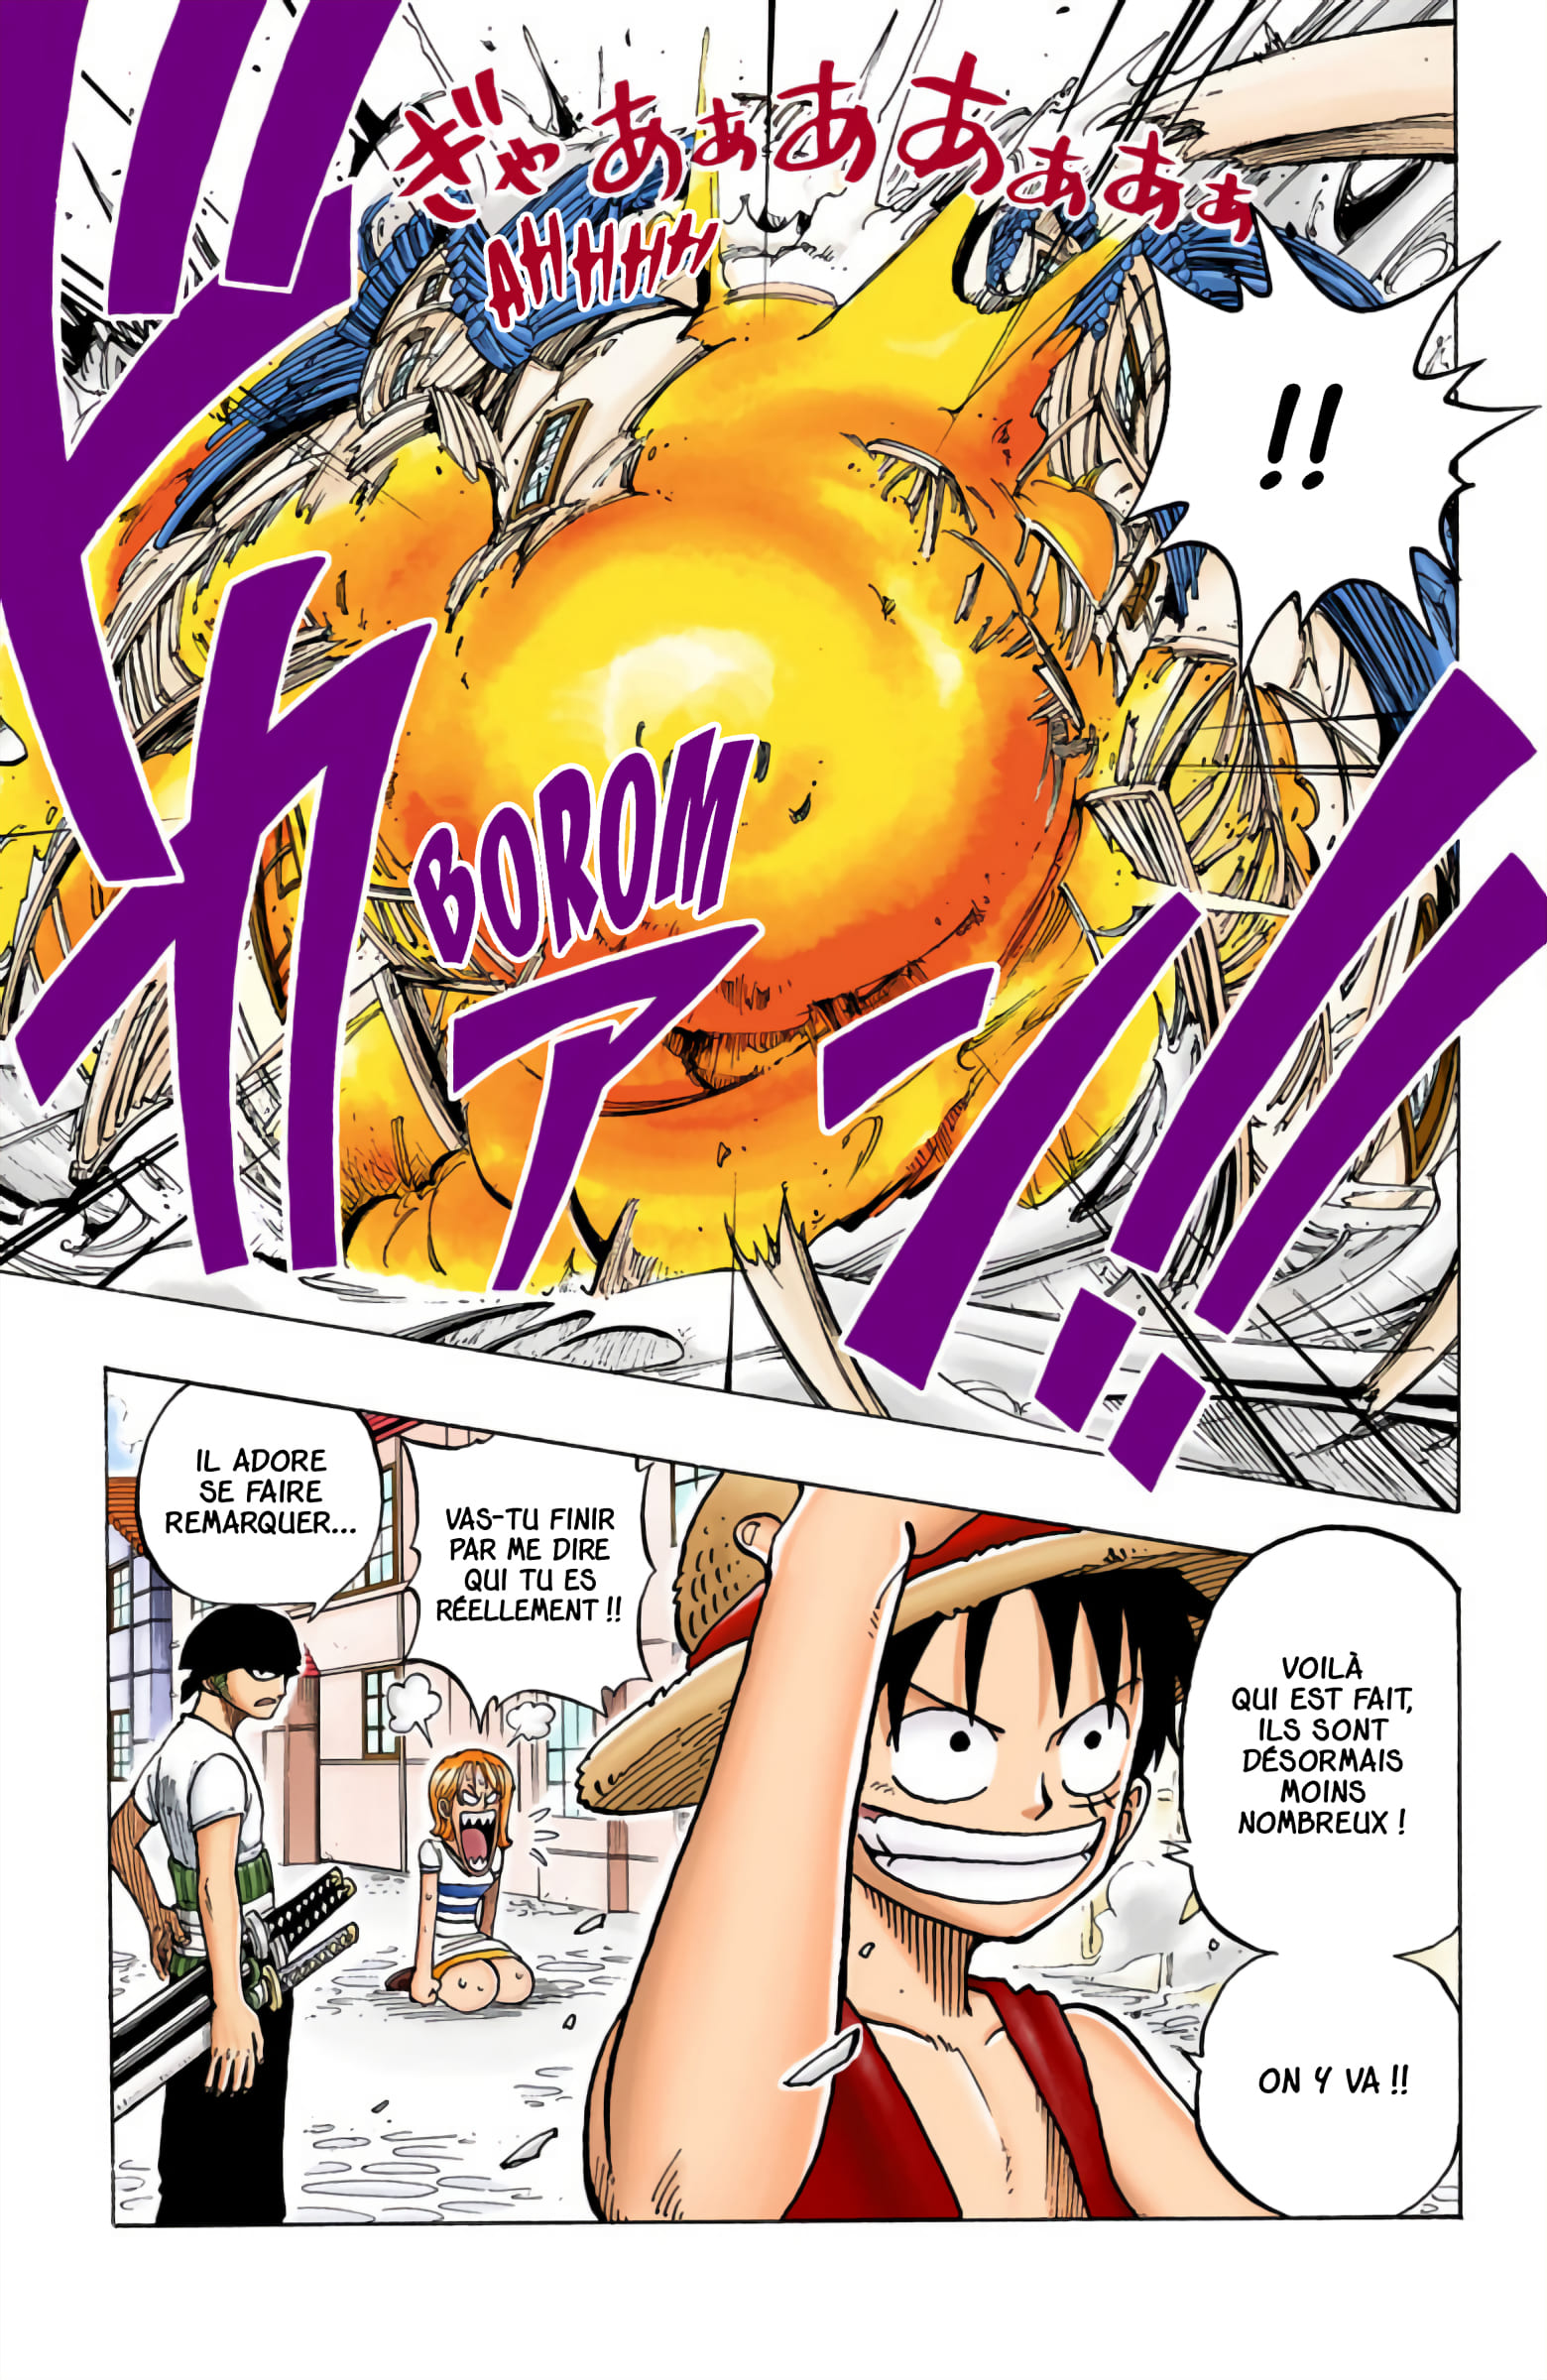 ぎゃああああぁあぁ
AHHHHH
!!
BOROM
ドカァーン!!
VOILÀ
QUI EST FAIT,
ILS SONT
DÉSORMAIS
MOINS
NOMBREUX !
ON Y VA !!
VAS-TU FINIR
PAR ME DIRE
QUI TU ES
RÉELLEMENT !!
IL ADORE
SE FAIRE
REMARQUER...